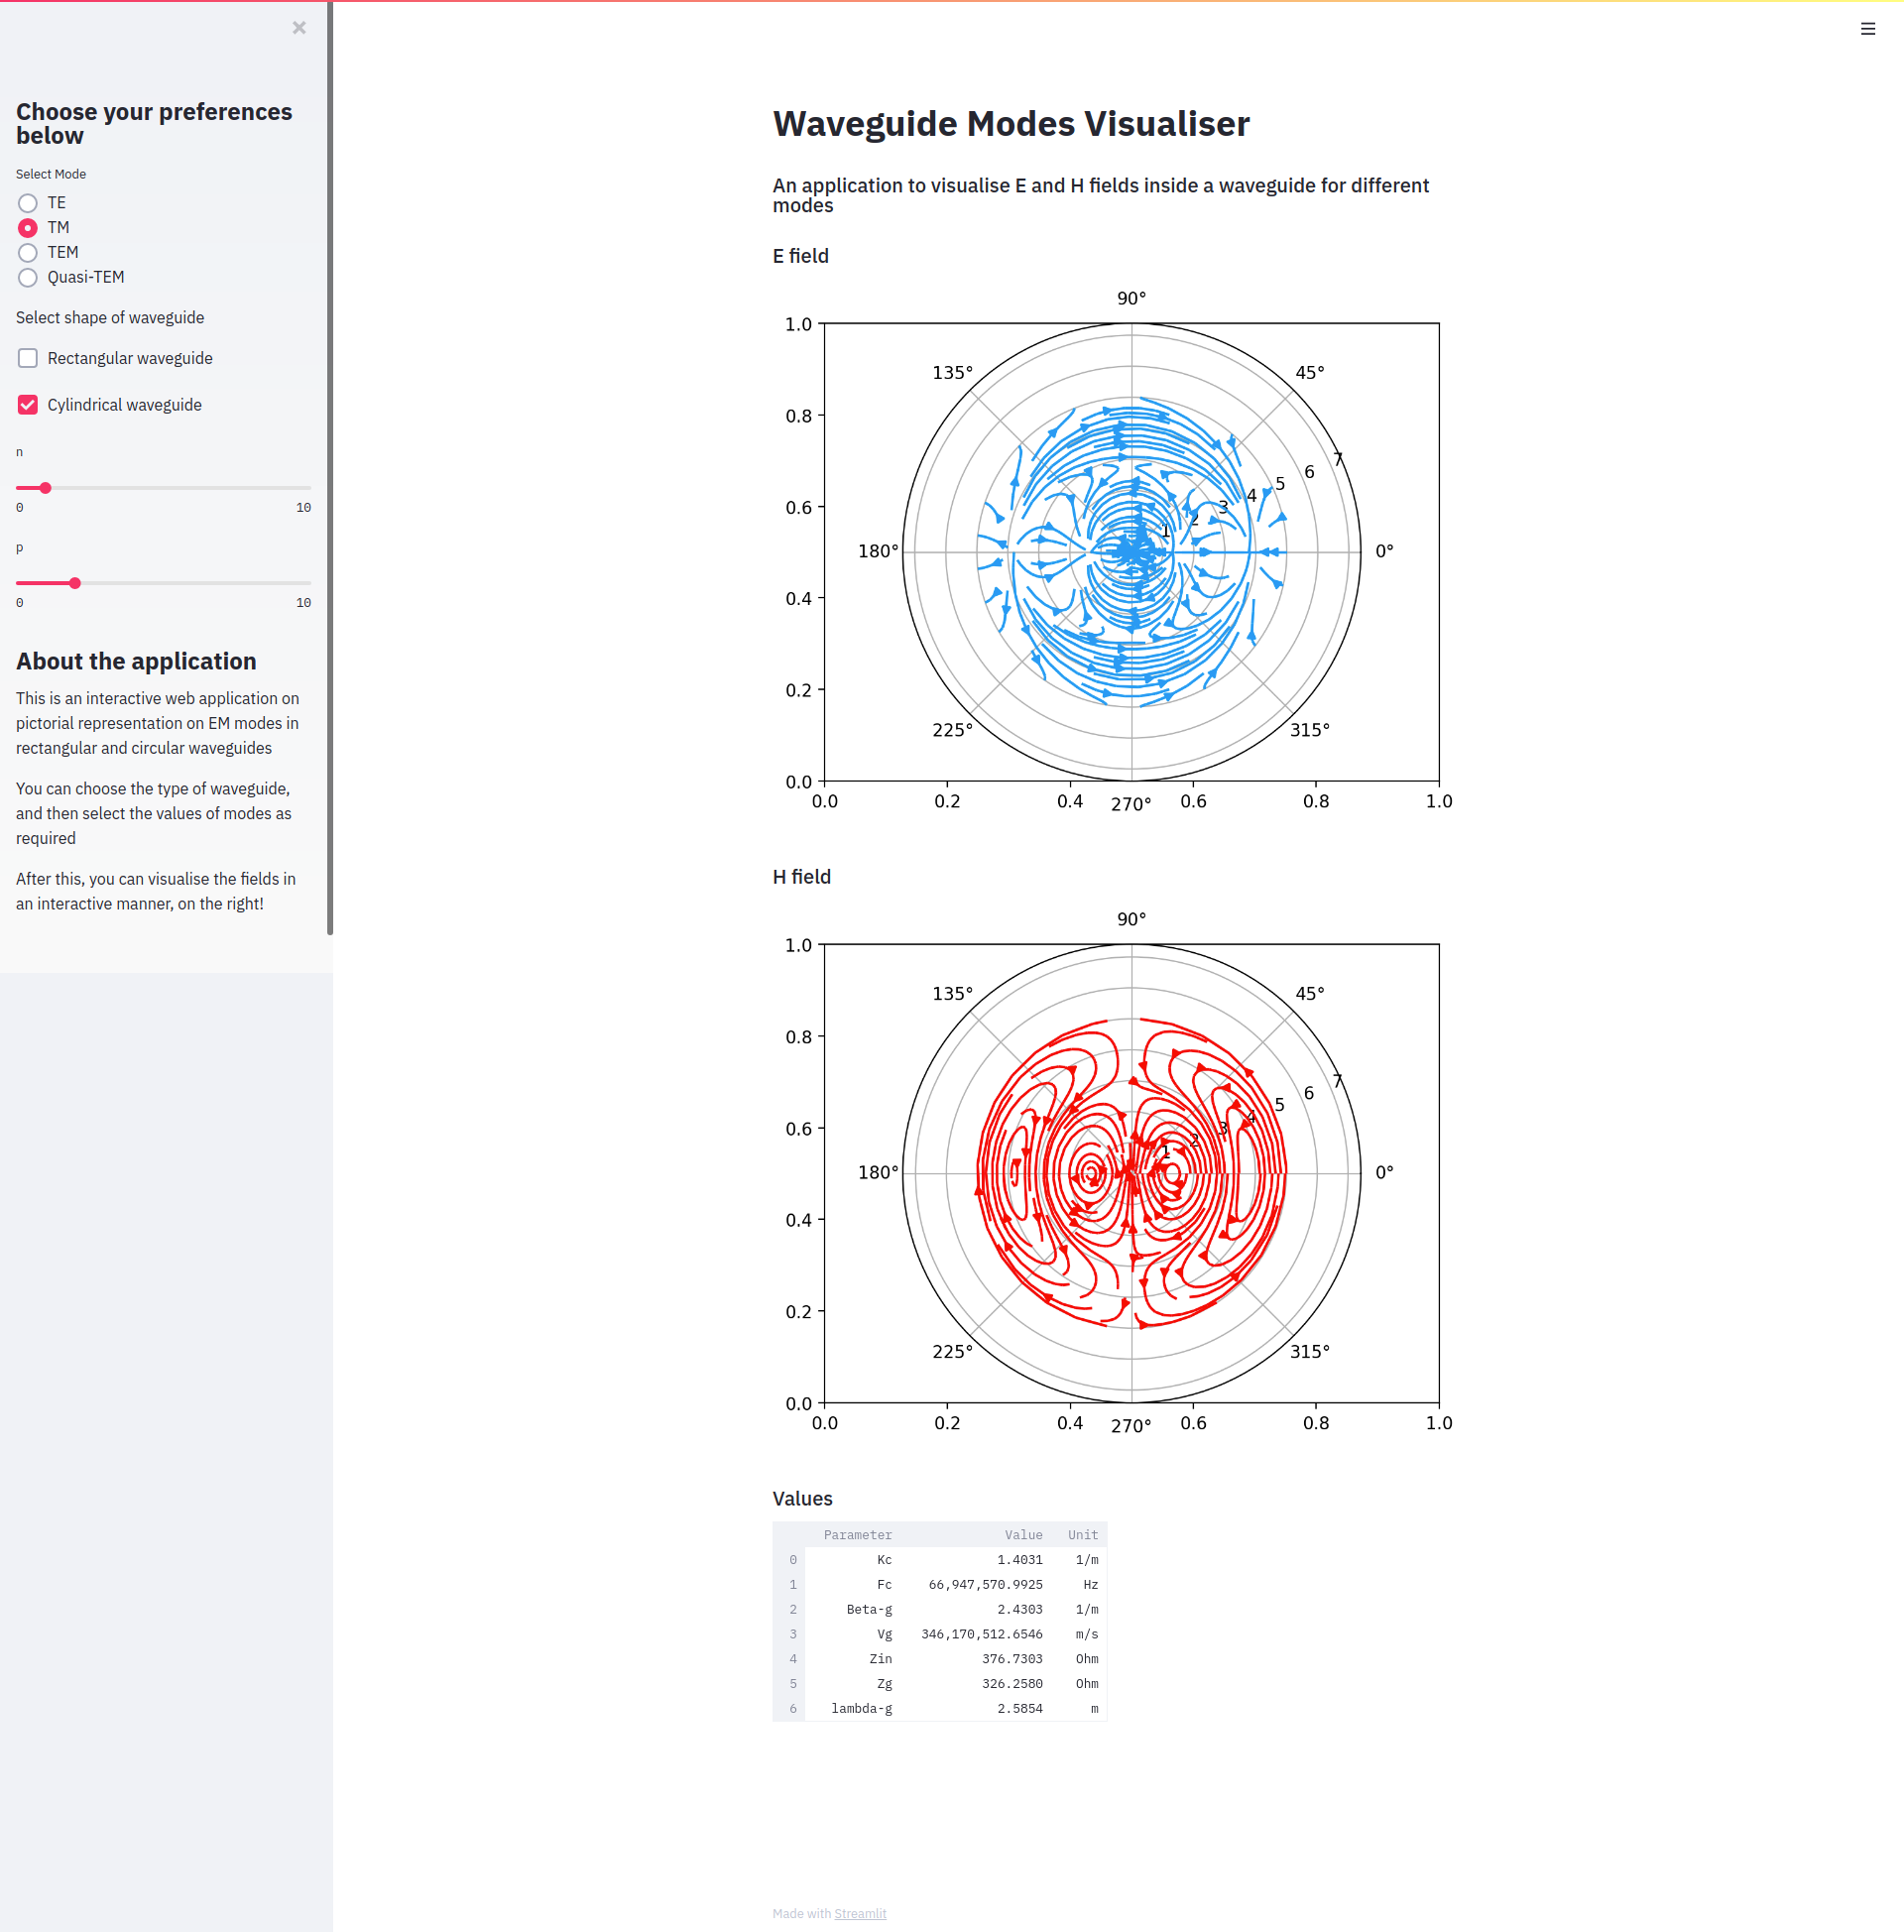 Choose your preferences
below
Select Mode
TE
TM
TEM
Quasi-TEM
Select shape of waveguide
Rectangular waveguide
Cylindrical waveguide
n
0 10
p
0 10
About the application
This is an interactive web application on
pictorial representation on EM modes in
rectangular and circular waveguides
You can choose the type of waveguide,
and then select the values of modes as
required
After this, you can visualise the fields in
an interactive manner, on the right!
Waveguide Modes Visualiser
An application to visualise E and H fields inside a waveguide for different
modes
E field
90°
1.0
135° 45°
0.8
7
6
5
4
3
0.6
2
1
180° 0°
0.4
0.2
225° 315°
0.0
0.0 0.2 0.4 270° 0.6 0.8 1.0
H field
90°
1.0
135° 45°
0.8
7
6
5
4
3
0.6
2
1
180° 0°
0.4
0.2
225° 315°
0.0
0.0 0.2 0.4 270° 0.6 0.8 1.0
Values
Parameter Value Unit
0 Kc 1.4031 1/m
1 Fc 66,947,570.9925 Hz
2 Beta-g 2.4303 1/m
3 Vg 346,170,512.6546 m/s
4 Zin 376.7303 Ohm
5 Zg 326.2580 Ohm
6 lambda-g 2.5854 m
Made with Streamlit